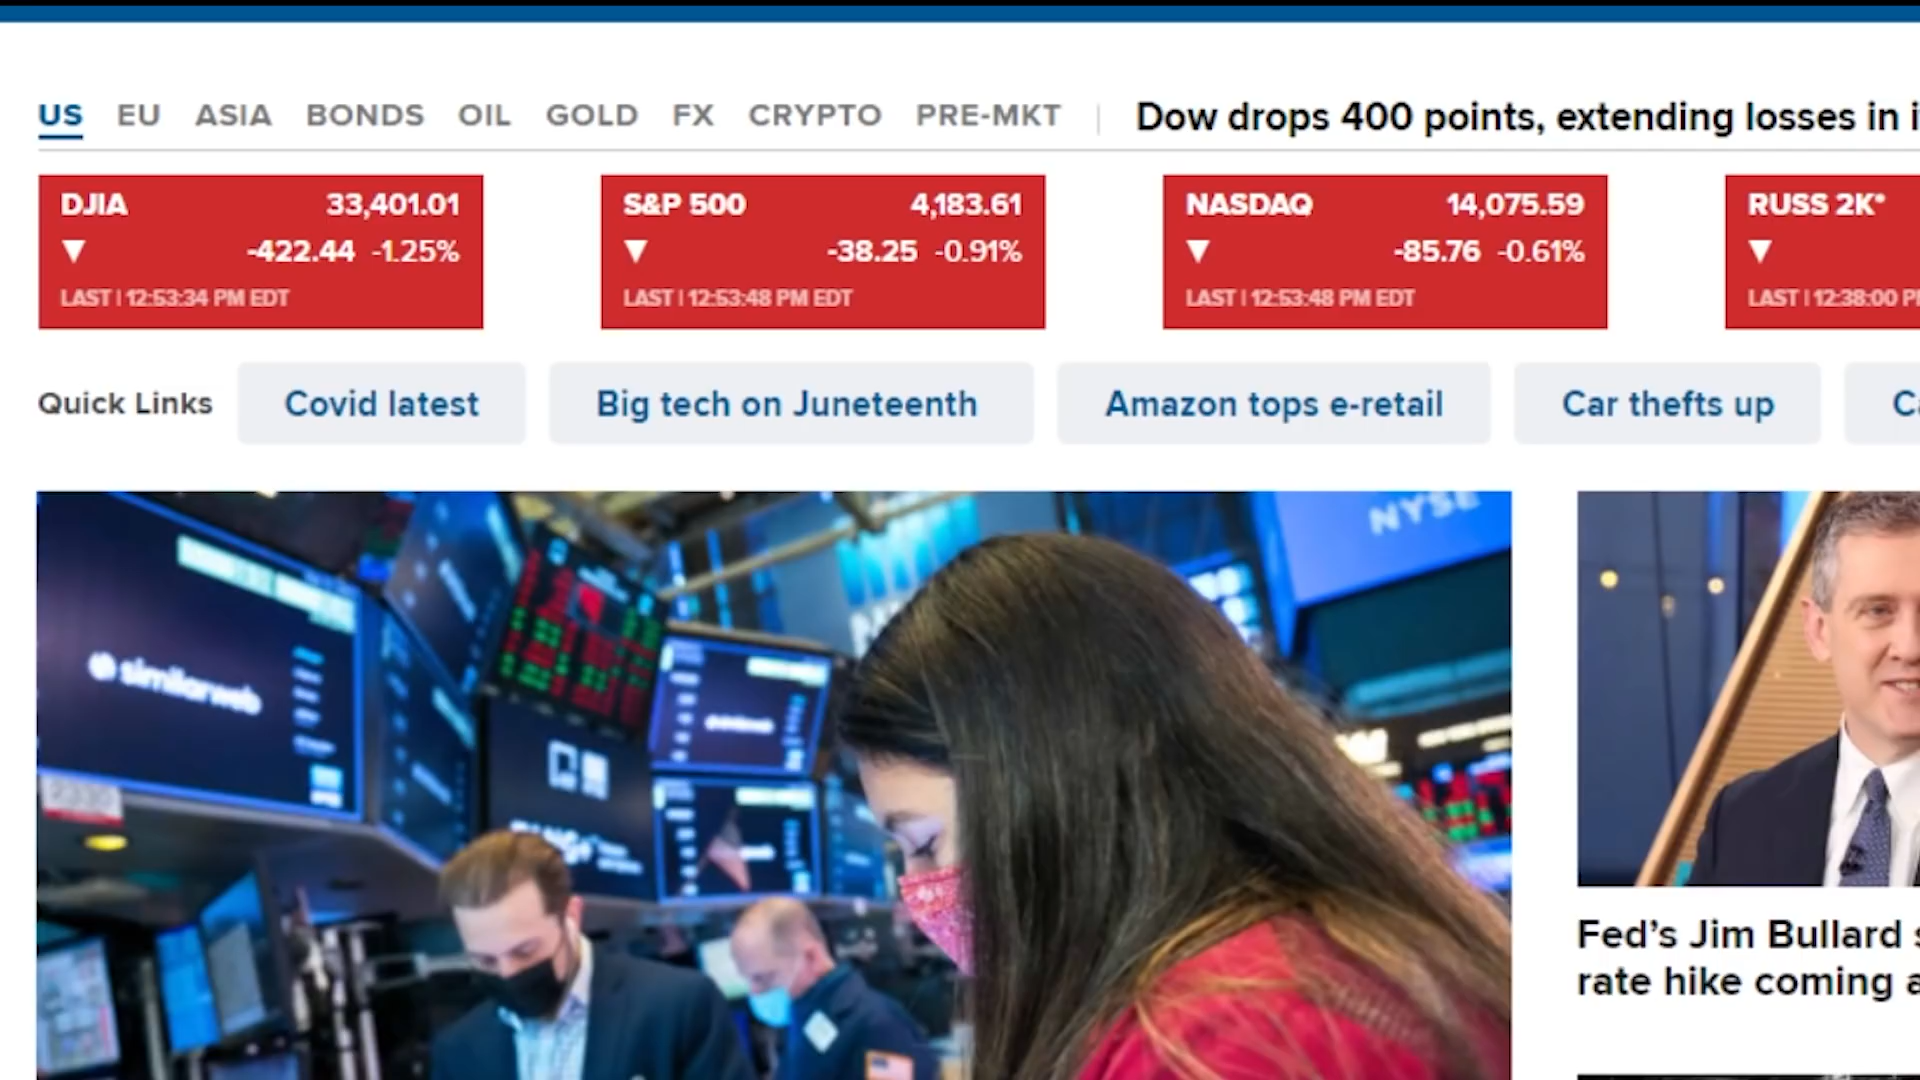 US EU ASIA BONDS OIL GOLD FX CRYPTO PRE-MKT Dow drops 400 points, extending losses in i
DJIA 33,401.01
▼ -422.44 -1.25%
LAST | 12:53:34 PM EDT
S&P 500 4,183.61
▼ -38.25 -0.91%
LAST | 12:53:48 PM EDT
NASDAQ 14,075.59
▼ -85.76 -0.61%
LAST | 12:53:48 PM EDT
RUSS 2K*
▼
LAST | 12:38:00 P
Quick Links Covid latest Big tech on Juneteenth Amazon tops e-retail Car thefts up
NYSE
similarweb
Fed's Jim Bullard s
rate hike coming a